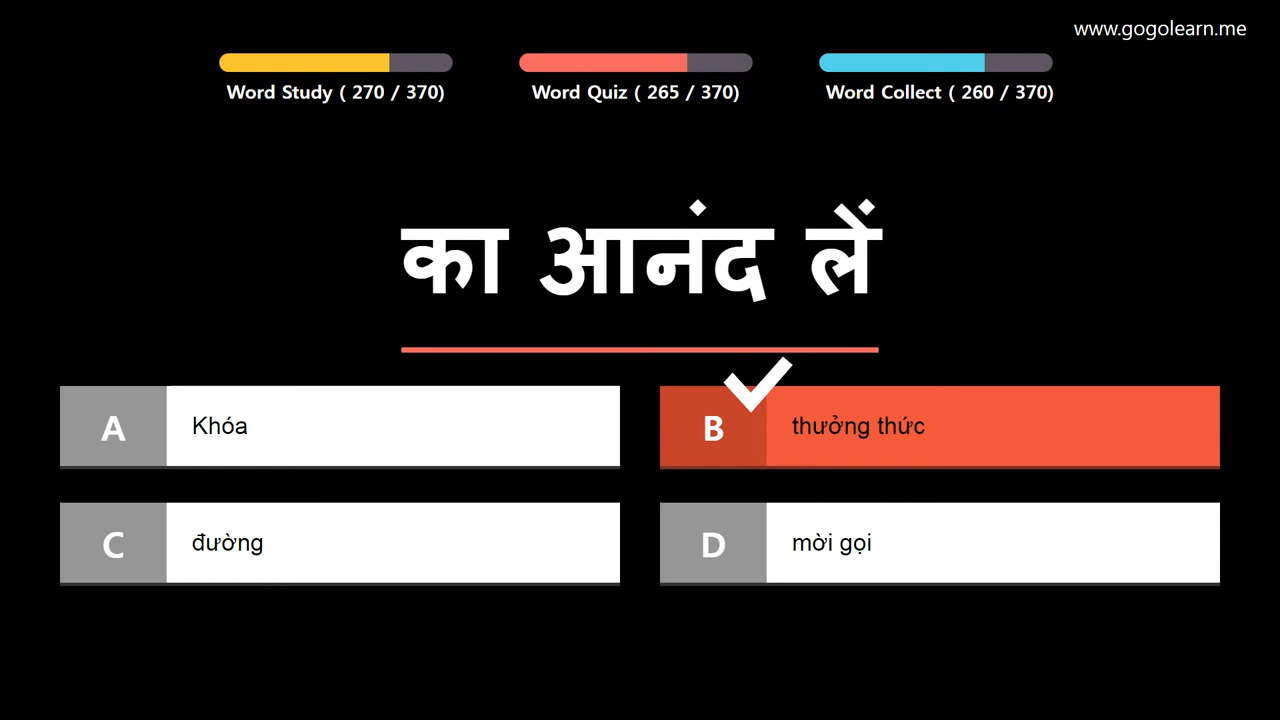 www.gogolearn.me
Word Study ( 270 / 370)
Word Quiz ( 265 / 370)
Word Collect ( 260 / 370)
का आनंद लें
A Khóa
B thưởng thức
C đường
D mời gọi